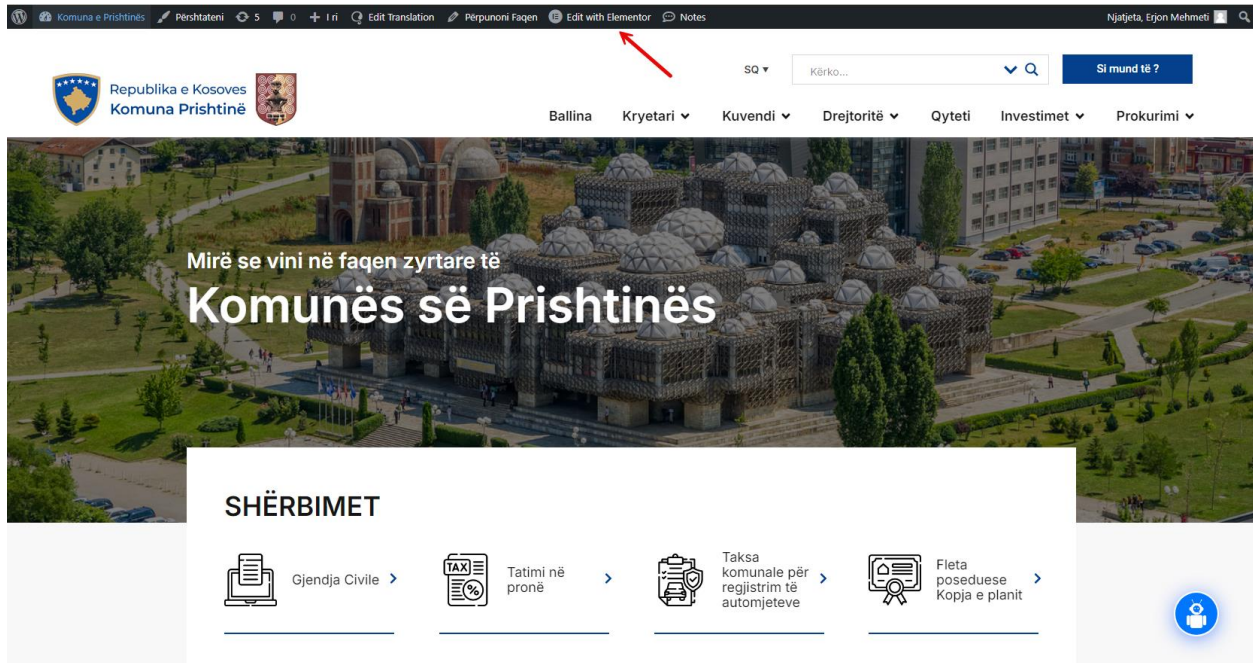 Komuna e Prishtinës Përshtateni 5 0 I ri Edit Translation Përpunoni Faqen Edit with Elementor Notes Njatjeta, Erjon Mehmeti
SQ Kërko... Si mund të ?
Republika e Kosoves
Komuna Prishtinë
Ballina Kryetari Kuvendi Drejtoritë Qyteti Investimet Prokurimi
Mirë se vini në faqen zyrtare të
Komunës së Prishtinës
SHËRBIMET
Gjendja Civile
TAX
Tatimi në
pronë
Taksa
komunale për
regjistrim të
automjeteve
Fleta
poseduese
Kopja e planit